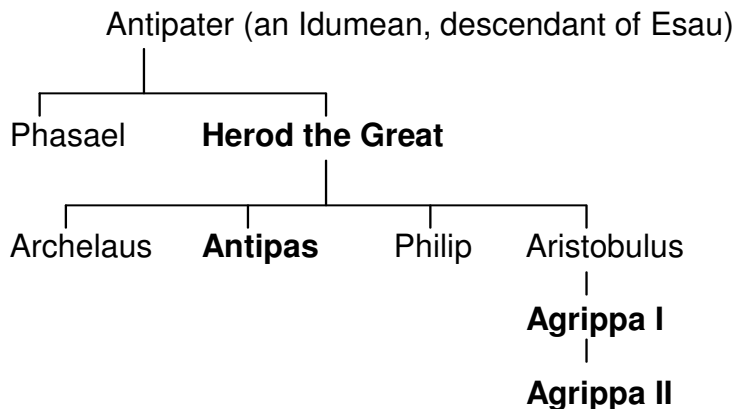 Antipater (an Idumean, descendant of Esau)
Phasael Herod the Great
Archelaus Antipas Philip Aristobulus
Agrippa I
Agrippa II